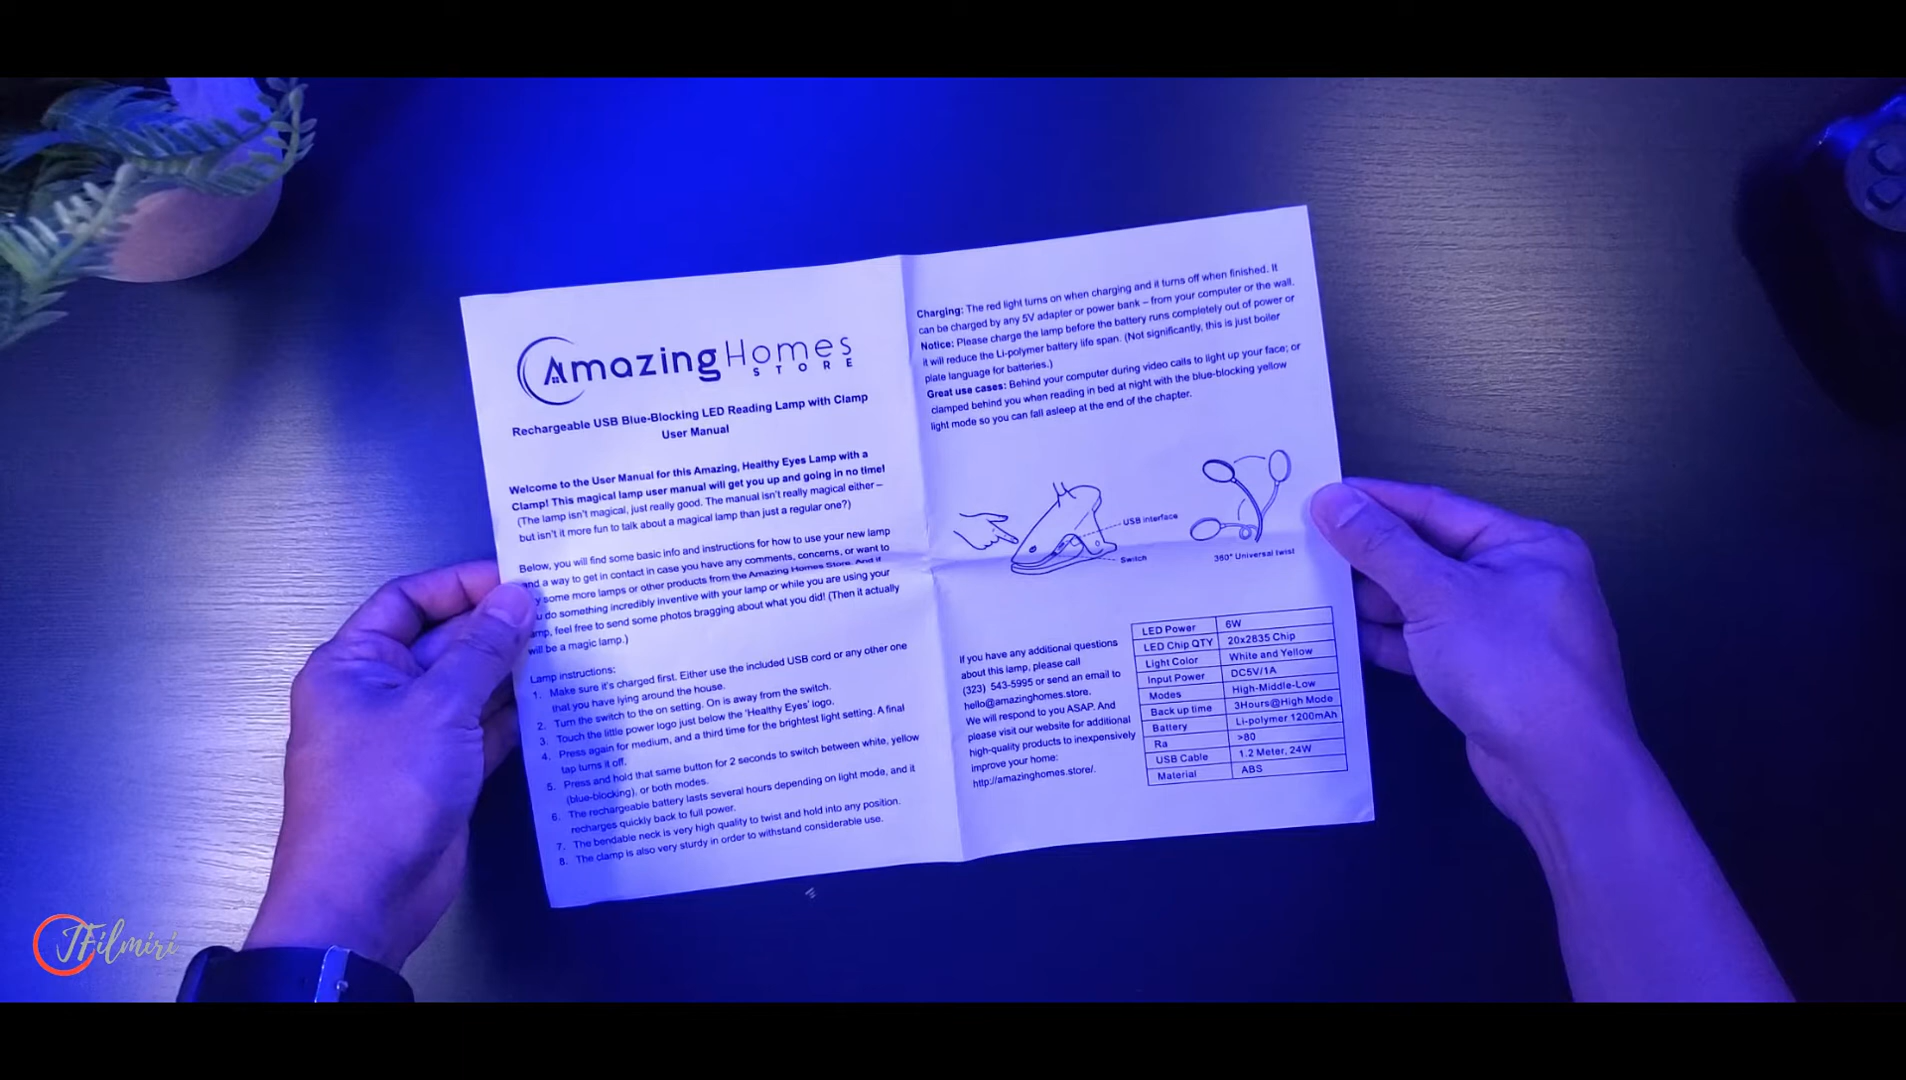 Amazing Homes
STORE
Rechargeable USB Blue-Blocking LED Reading Lamp with Clamp
User Manual
Welcome to the User Manual for this Amazing, Healthy Eyes Lamp with a
Clamp! This magical lamp user manual will get you up and going in no time!
(The lamp isn't magical, just really good. The manual isn't really magical either –
but isn't it more fun to talk about a magical lamp than just a regular one?)
Below, you will find some basic info and instructions for how to use your new lamp
and a way to get in contact in case you have any comments, concerns, or want to
some more lamps or other products from the Amazing Homes Store. And if
do something incredibly inventive with your lamp or while you are using your
feel free to send some photos bragging about what you did! (Then it actually
will be a magic lamp.)
Lamp instructions:
1. Make sure it's charged first. Either use the included USB cord or any other one
that you have lying around the house.
2. Turn the switch to the on setting. On is away from the switch.
3. Touch the little power logo just below the 'Healthy Eyes' logo.
4. Press again for medium, and a third time for the brightest light setting. A final
tap turns it off.
5. Press and hold that same button for 2 seconds to switch between white, yellow
(blue-blocking), or both modes.
6. The rechargeable battery lasts several hours depending on light mode, and it
recharges quickly back to full power.
7. The bendable neck is very high quality to twist and hold into any position.
8. The clamp is also very sturdy in order to withstand considerable use.
Charging: The red light turns on when charging and it turns off when finished. It
can be charged by any 5V adapter or power bank – from your computer or the wall.
Notice: Please charge the lamp before the battery runs completely out of power or
it will reduce the Li-polymer battery life span. (Not significantly, this is just boiler
plate language for batteries.)
Great use cases: Behind your computer during video calls to light up your face; or
clamped behind you when reading in bed at night with the blue-blocking yellow
light mode so you can fall asleep at the end of the chapter.
USB interface
Switch
360° Universal twist
If you have any additional questions
about this lamp, please call
(323) 543-5995 or send an email to
hello@amazinghomes.store.
We will respond to you ASAP. And
please visit our website for additional
high-quality products to inexpensively
improve your home:
http://amazinghomes.store/.
LED Power 6W
LED Chip QTY 20x2835 Chip
Light Color White and Yellow
Input Power DC5V/1A
Modes High-Middle-Low
Back up time 3Hours@High Mode
Battery Li-polymer 1200mAh
Ra >80
USB Cable 1.2 Meter, 24W
Material ABS
JFilmiri